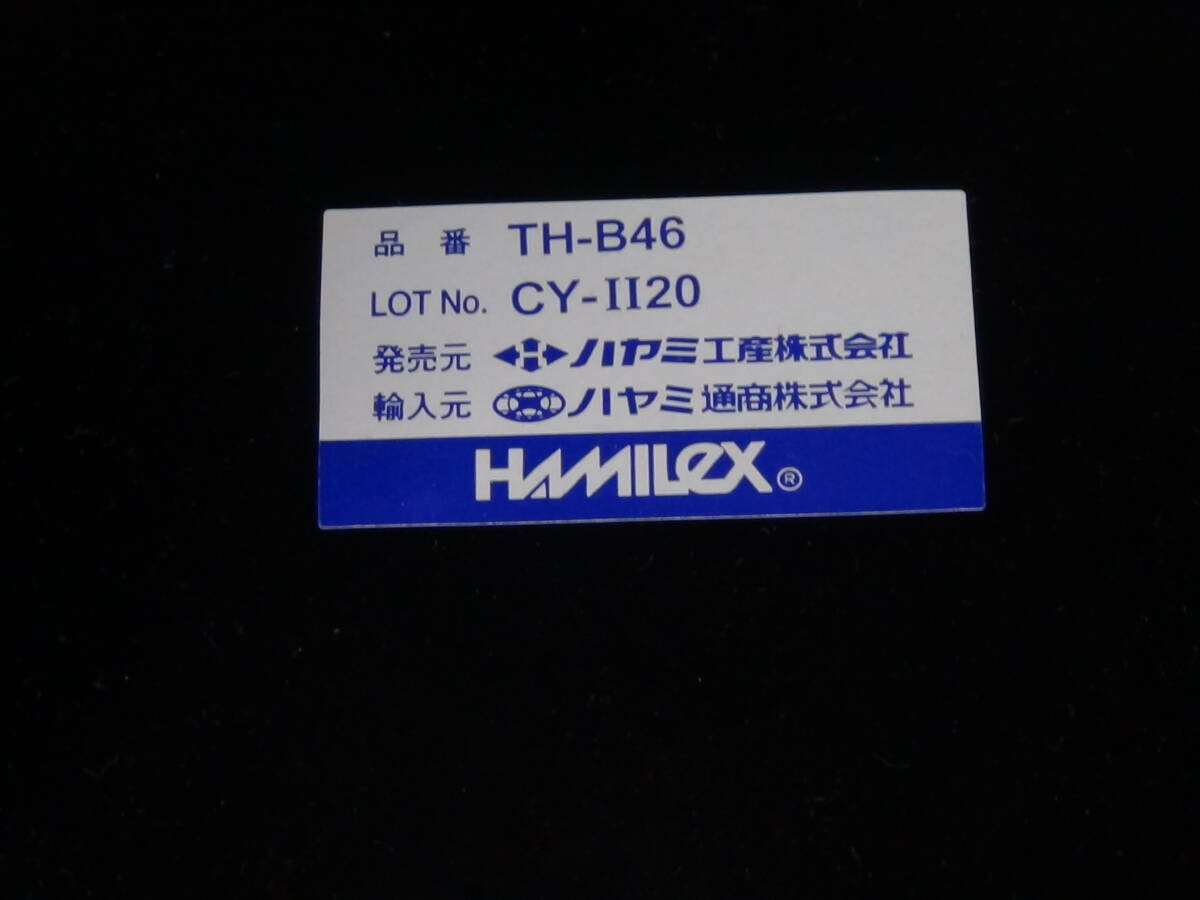 品番 TH-B46
LOT No. CY-II20
発売元 ハヤミ工産株式会社
輸入元 ハヤミ通商株式会社
HAMILeX ®